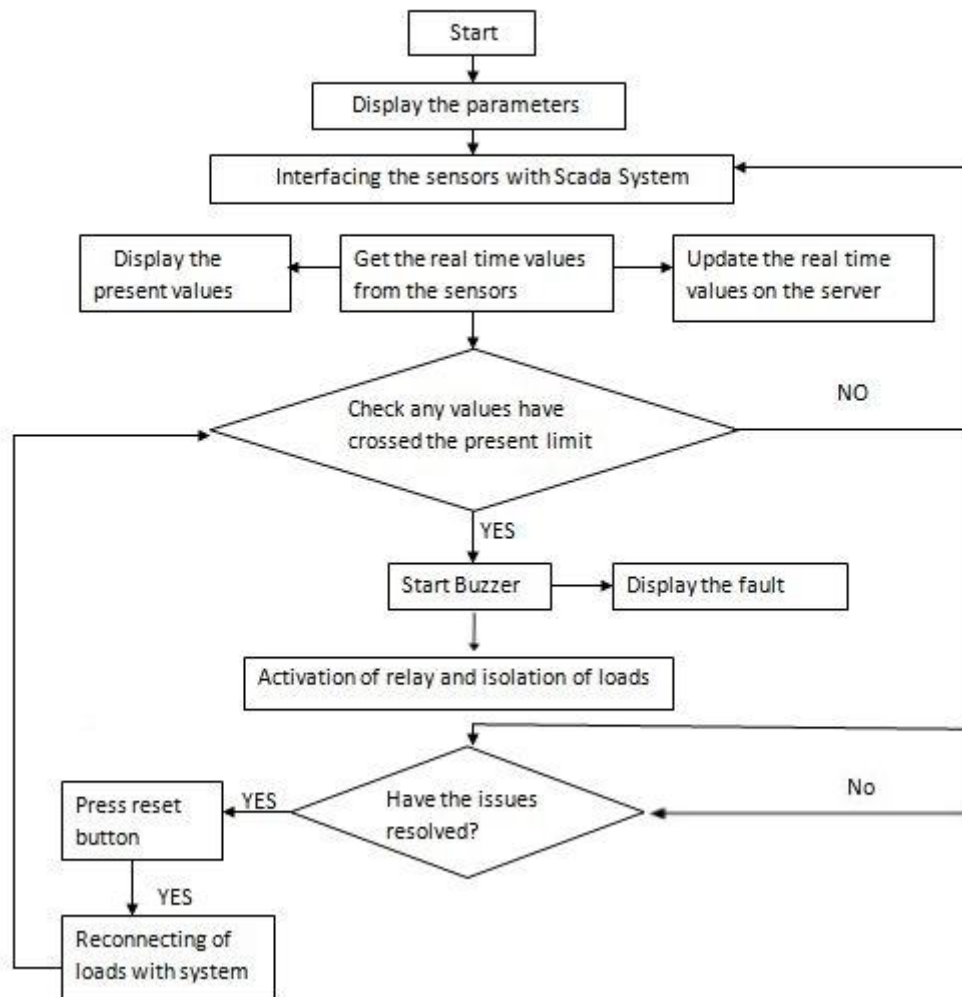 Start
Display the parameters
Interfacing the sensors with Scada System
Display the
present values
Get the real time values
from the sensors
Update the real time
values on the server
Check any values have
crossed the present limit
NO
YES
Start Buzzer
Display the fault
Activation of relay and isolation of loads
Have the issues
resolved?
No
YES
Press reset
button
YES
Reconnecting of
loads with system